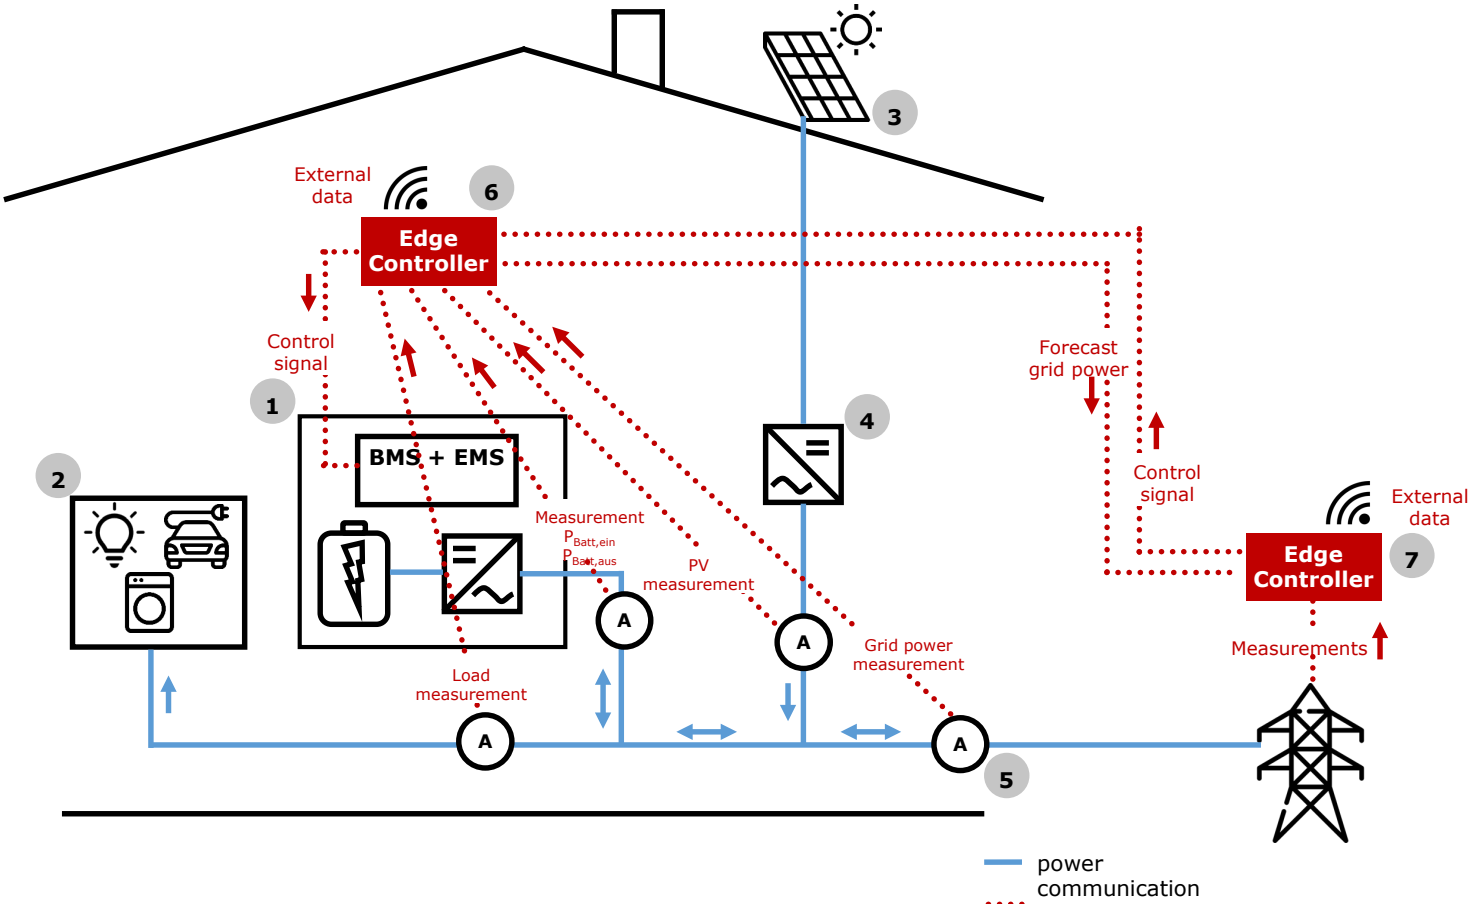 3
External
data
6
Edge
Controller
Control
signal
Forecast
grid power
1
4
BMS + EMS
2
Control
signal
External
data
Measurement
PBatt,ein
PBatt,aus
PV
measurement
Edge
Controller
7
A
A
Grid power
measurement
Measurements
Load
measurement
A
A
5
power
communication